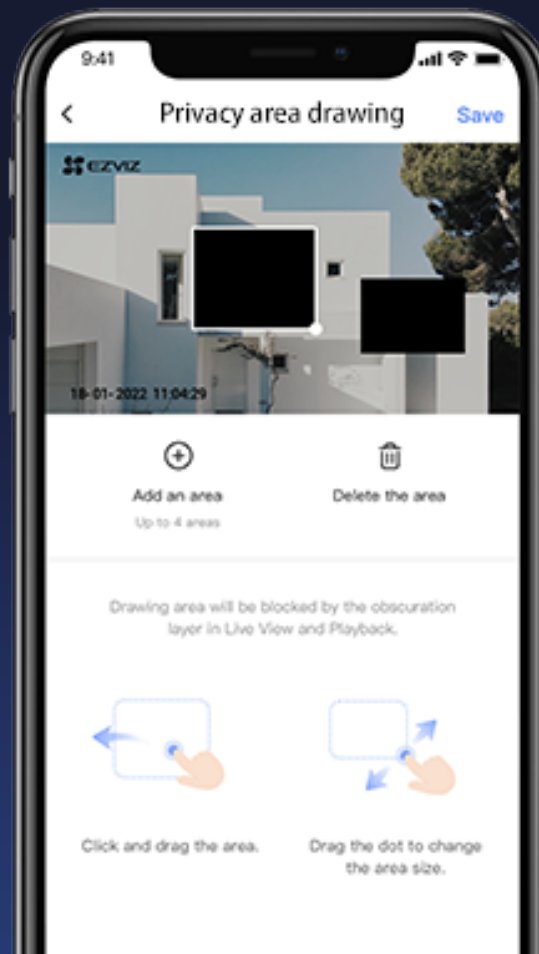 9:41
Privacy area drawing
Save
EZVIZ
18-01-2022 11:04:29
Add an area
Delete the area
Up to 4 areas
Drawing area will be blocked by the obscuration
layer in Live View and Playback.
Click and drag the area.
Drag the dot to change
the area size.